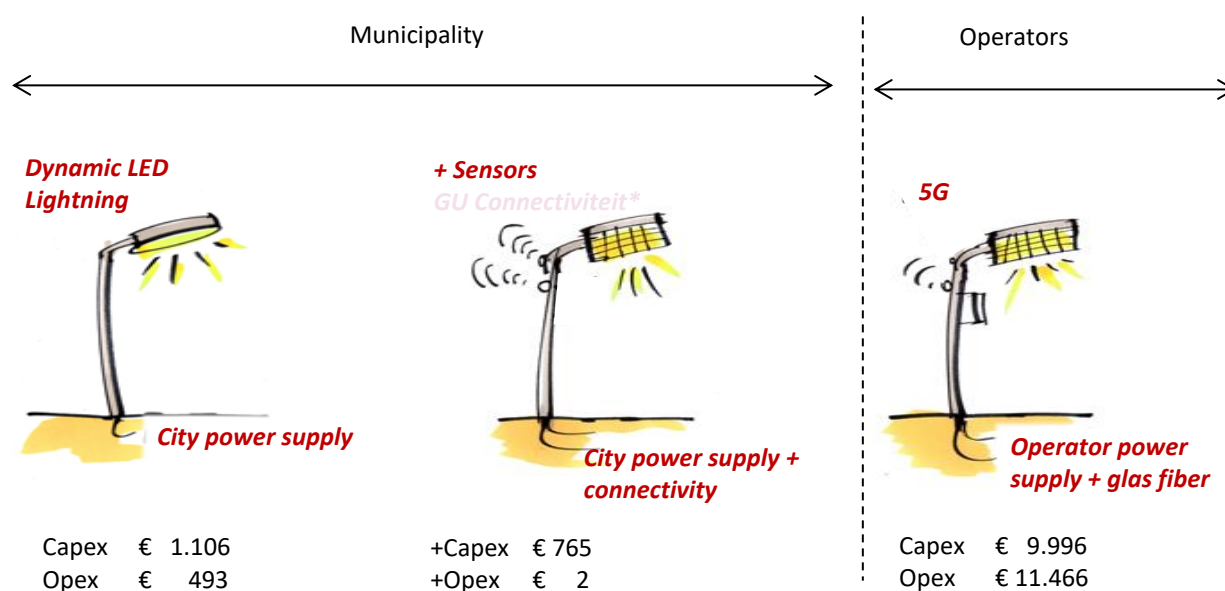 Municipality
Operators
Dynamic LED
Lightning
+ Sensors
GU Connectiviteit*
5G
City power supply
City power supply +
connectivity
Operator power
supply + glas fiber
Capex € 1.106
Opex € 493
+Capex € 765
+Opex € 2
Capex € 9.996
Opex € 11.466